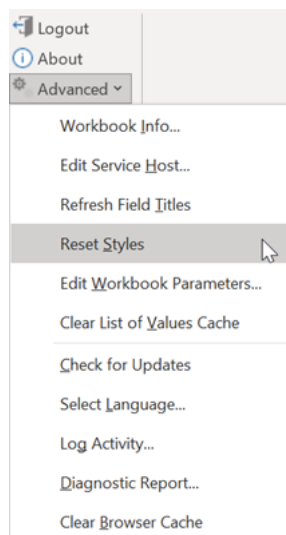 Logout
About
Advanced
Workbook Info...
Edit Service Host...
Refresh Field Titles
Reset Styles
Edit Workbook Parameters...
Clear List of Values Cache
Check for Updates
Select Language...
Log Activity...
Diagnostic Report...
Clear Browser Cache